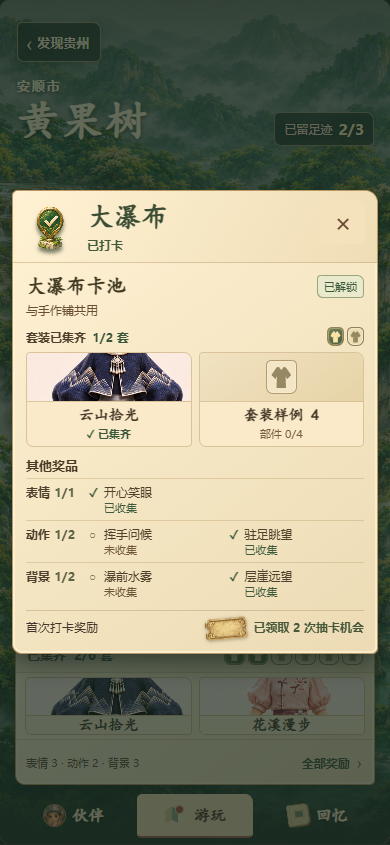 ‹ 发现贵州
安顺市
黄果树
已留足迹 2/3
大瀑布
已打卡
×
大瀑布卡池
已解锁
与手作铺共用
套装已集齐 1/2 套
云山拾光
✓ 已集齐
套装样例 4
部件 0/4
其他奖品
表情 1/1 ✓ 开心笑眼
已收集
动作 1/2 ○ 挥手问候 ✓ 驻足眺望
未收集 已收集
背景 1/2 ○ 瀑前水雾 ✓ 层崖远望
未收集 已收集
首次打卡奖励 已领取 2 次抽卡机会
已集齐 2/6 套
云山拾光 花溪漫步
表情 3 · 动作 2 · 背景 3 全部奖励 ›
伙伴 游玩 回忆